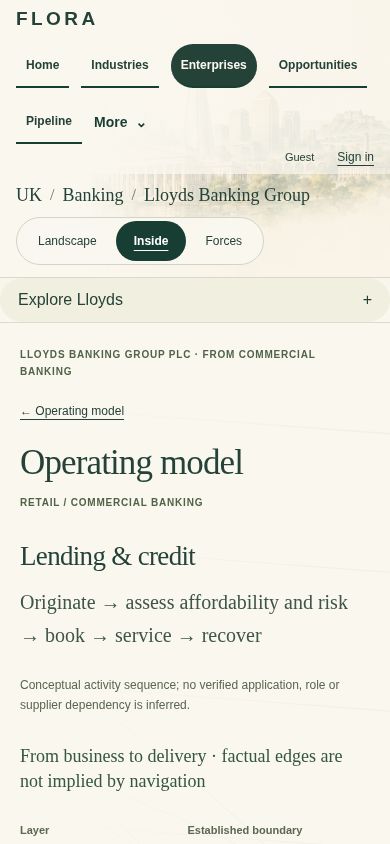 FLORA
Home Industries Enterprises Opportunities
Pipeline More ⌄
Guest Sign in
UK / Banking / Lloyds Banking Group
Landscape Inside Forces
Explore Lloyds +
LLOYDS BANKING GROUP PLC · FROM COMMERCIAL
BANKING
← Operating model
Operating model
RETAIL / COMMERCIAL BANKING
Lending & credit
Originate → assess affordability and risk
→ book → service → recover
Conceptual activity sequence; no verified application, role or
supplier dependency is inferred.
From business to delivery · factual edges are
not implied by navigation
Layer Established boundary